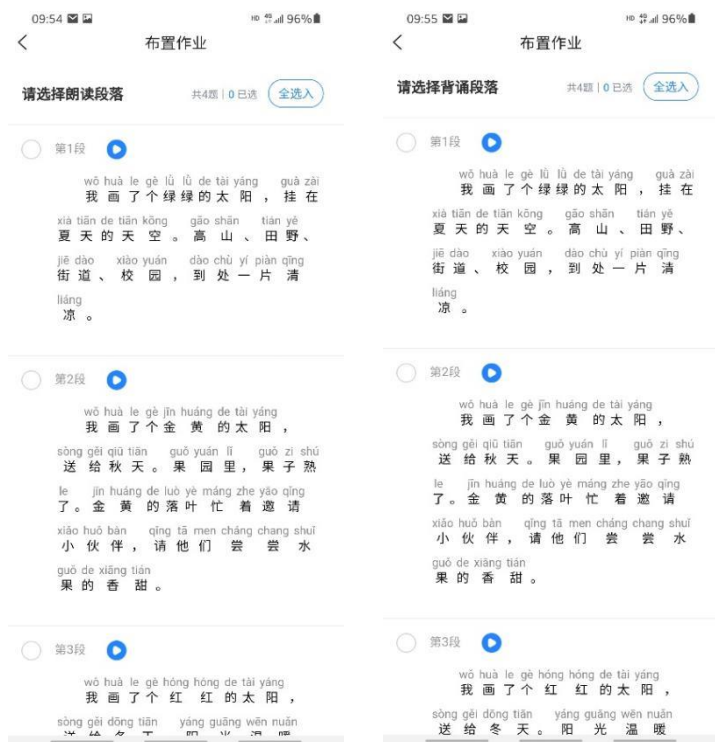 09:54
HD 4G 96%
布置作业
请选择朗读段落 共4题 | 0 已选 全选入
第1段
wǒ huà le gè lǜ lǜ de tài yáng guà zài
我画了个绿绿的太阳，挂在
xià tiān de tiān kōng gāo shān tián yě
夏天的天空。高山、田野、
jiē dào xiào yuán dào chù yí piàn qīng
街道、校园，到处一片清
liáng
凉。
第2段
wǒ huà le gè jīn huáng de tài yáng
我画了个金黄的太阳，
sòng gěi qiū tiān guǒ yuán lǐ guǒ zi shú
送给秋天。果园里，果子熟
le jīn huáng de luò yè máng zhe yāo qǐng
了。金黄的落叶忙着邀请
xiǎo huǒ bàn qǐng tā men cháng chang shuǐ
小伙伴，请他们尝尝水
guǒ de xiāng tián
果的香甜。
第3段
wǒ huà le gè hóng hóng de tài yáng
我画了个红红的太阳，
sòng gěi dōng tiān yáng guāng wēn nuǎn
09:55
HD 4G 96%
布置作业
请选择背诵段落 共4题 | 0 已选 全选入
第1段
wǒ huà le gè lǜ lǜ de tài yáng guà zài
我画了个绿绿的太阳，挂在
xià tiān de tiān kōng gāo shān tián yě
夏天的天空。高山、田野、
jiē dào xiào yuán dào chù yí piàn qīng
街道、校园，到处一片清
liáng
凉。
第2段
wǒ huà le gè jīn huáng de tài yáng
我画了个金黄的太阳，
sòng gěi qiū tiān guǒ yuán lǐ guǒ zi shú
送给秋天。果园里，果子熟
le jīn huáng de luò yè máng zhe yāo qǐng
了。金黄的落叶忙着邀请
xiǎo huǒ bàn qǐng tā men cháng chang shuǐ
小伙伴，请他们尝尝水
guǒ de xiāng tián
果的香甜。
第3段
wǒ huà le gè hóng hóng de tài yáng
我画了个红红的太阳，
sòng gěi dōng tiān yáng guāng wēn nuǎn
送给冬天。阳光温暖